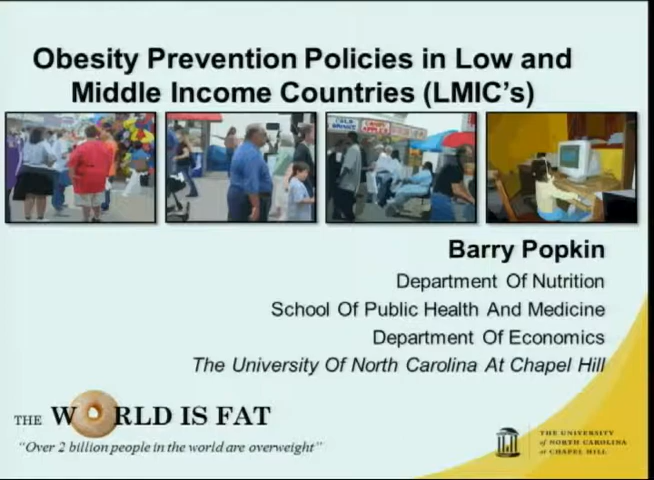 Obesity Prevention Policies in Low and
Middle Income Countries (LMIC's)
Barry Popkin
Department Of Nutrition
School Of Public Health And Medicine
Department Of Economics
The University Of North Carolina At Chapel Hill
THE WORLD IS FAT
"Over 2 billion people in the world are overweight"
THE UNIVERSITY
of NORTH CAROLINA
at CHAPEL HILL